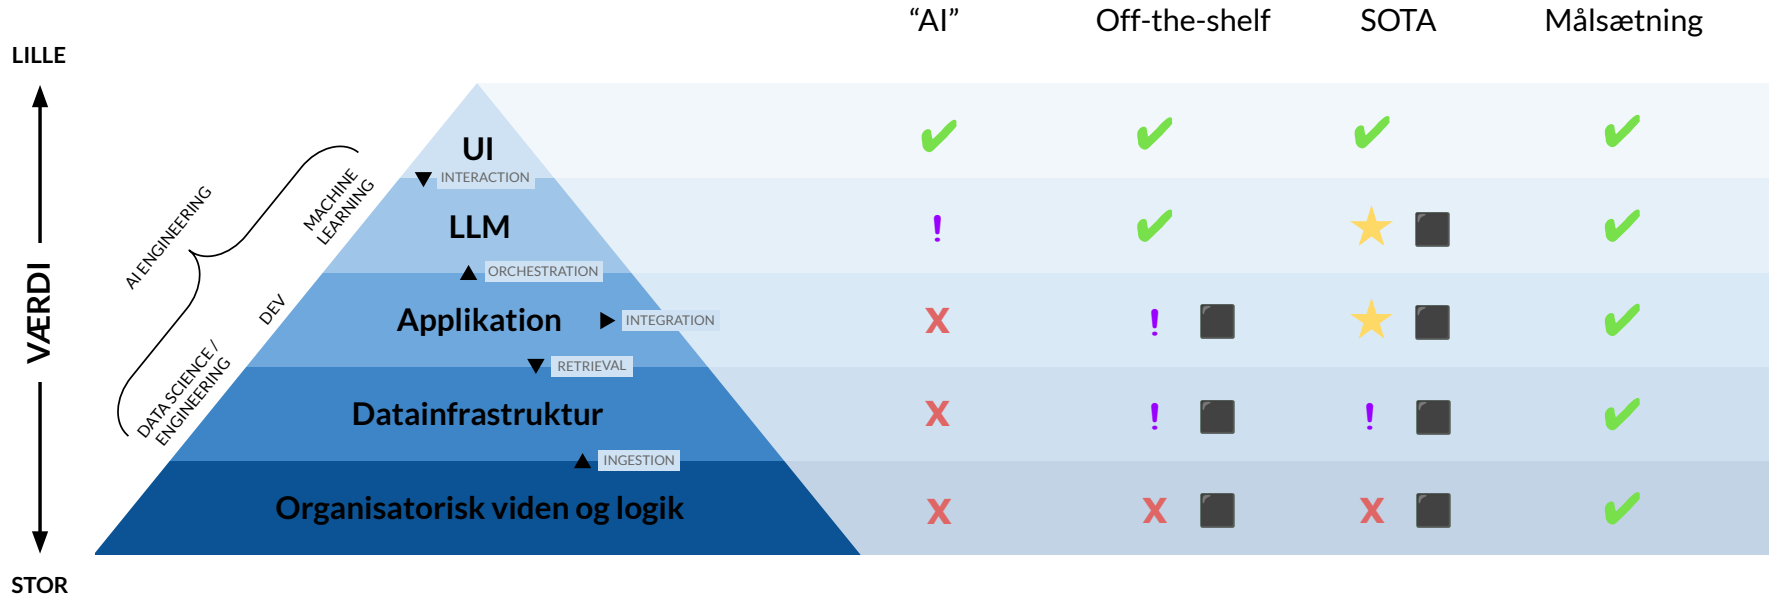 “AI”
Off-the-shelf
SOTA
Målsætning
LILLE
VÆRDI
STOR
AI ENGINEERING
MACHINE
LEARNING
DEV
DATA SCIENCE /
ENGINEERING
UI
INTERACTION
LLM
ORCHESTRATION
Applikation
INTEGRATION
RETRIEVAL
Datainfrastruktur
INGESTION
Organisatorisk viden og logik
!
X
!
X
!
!
X
X
X